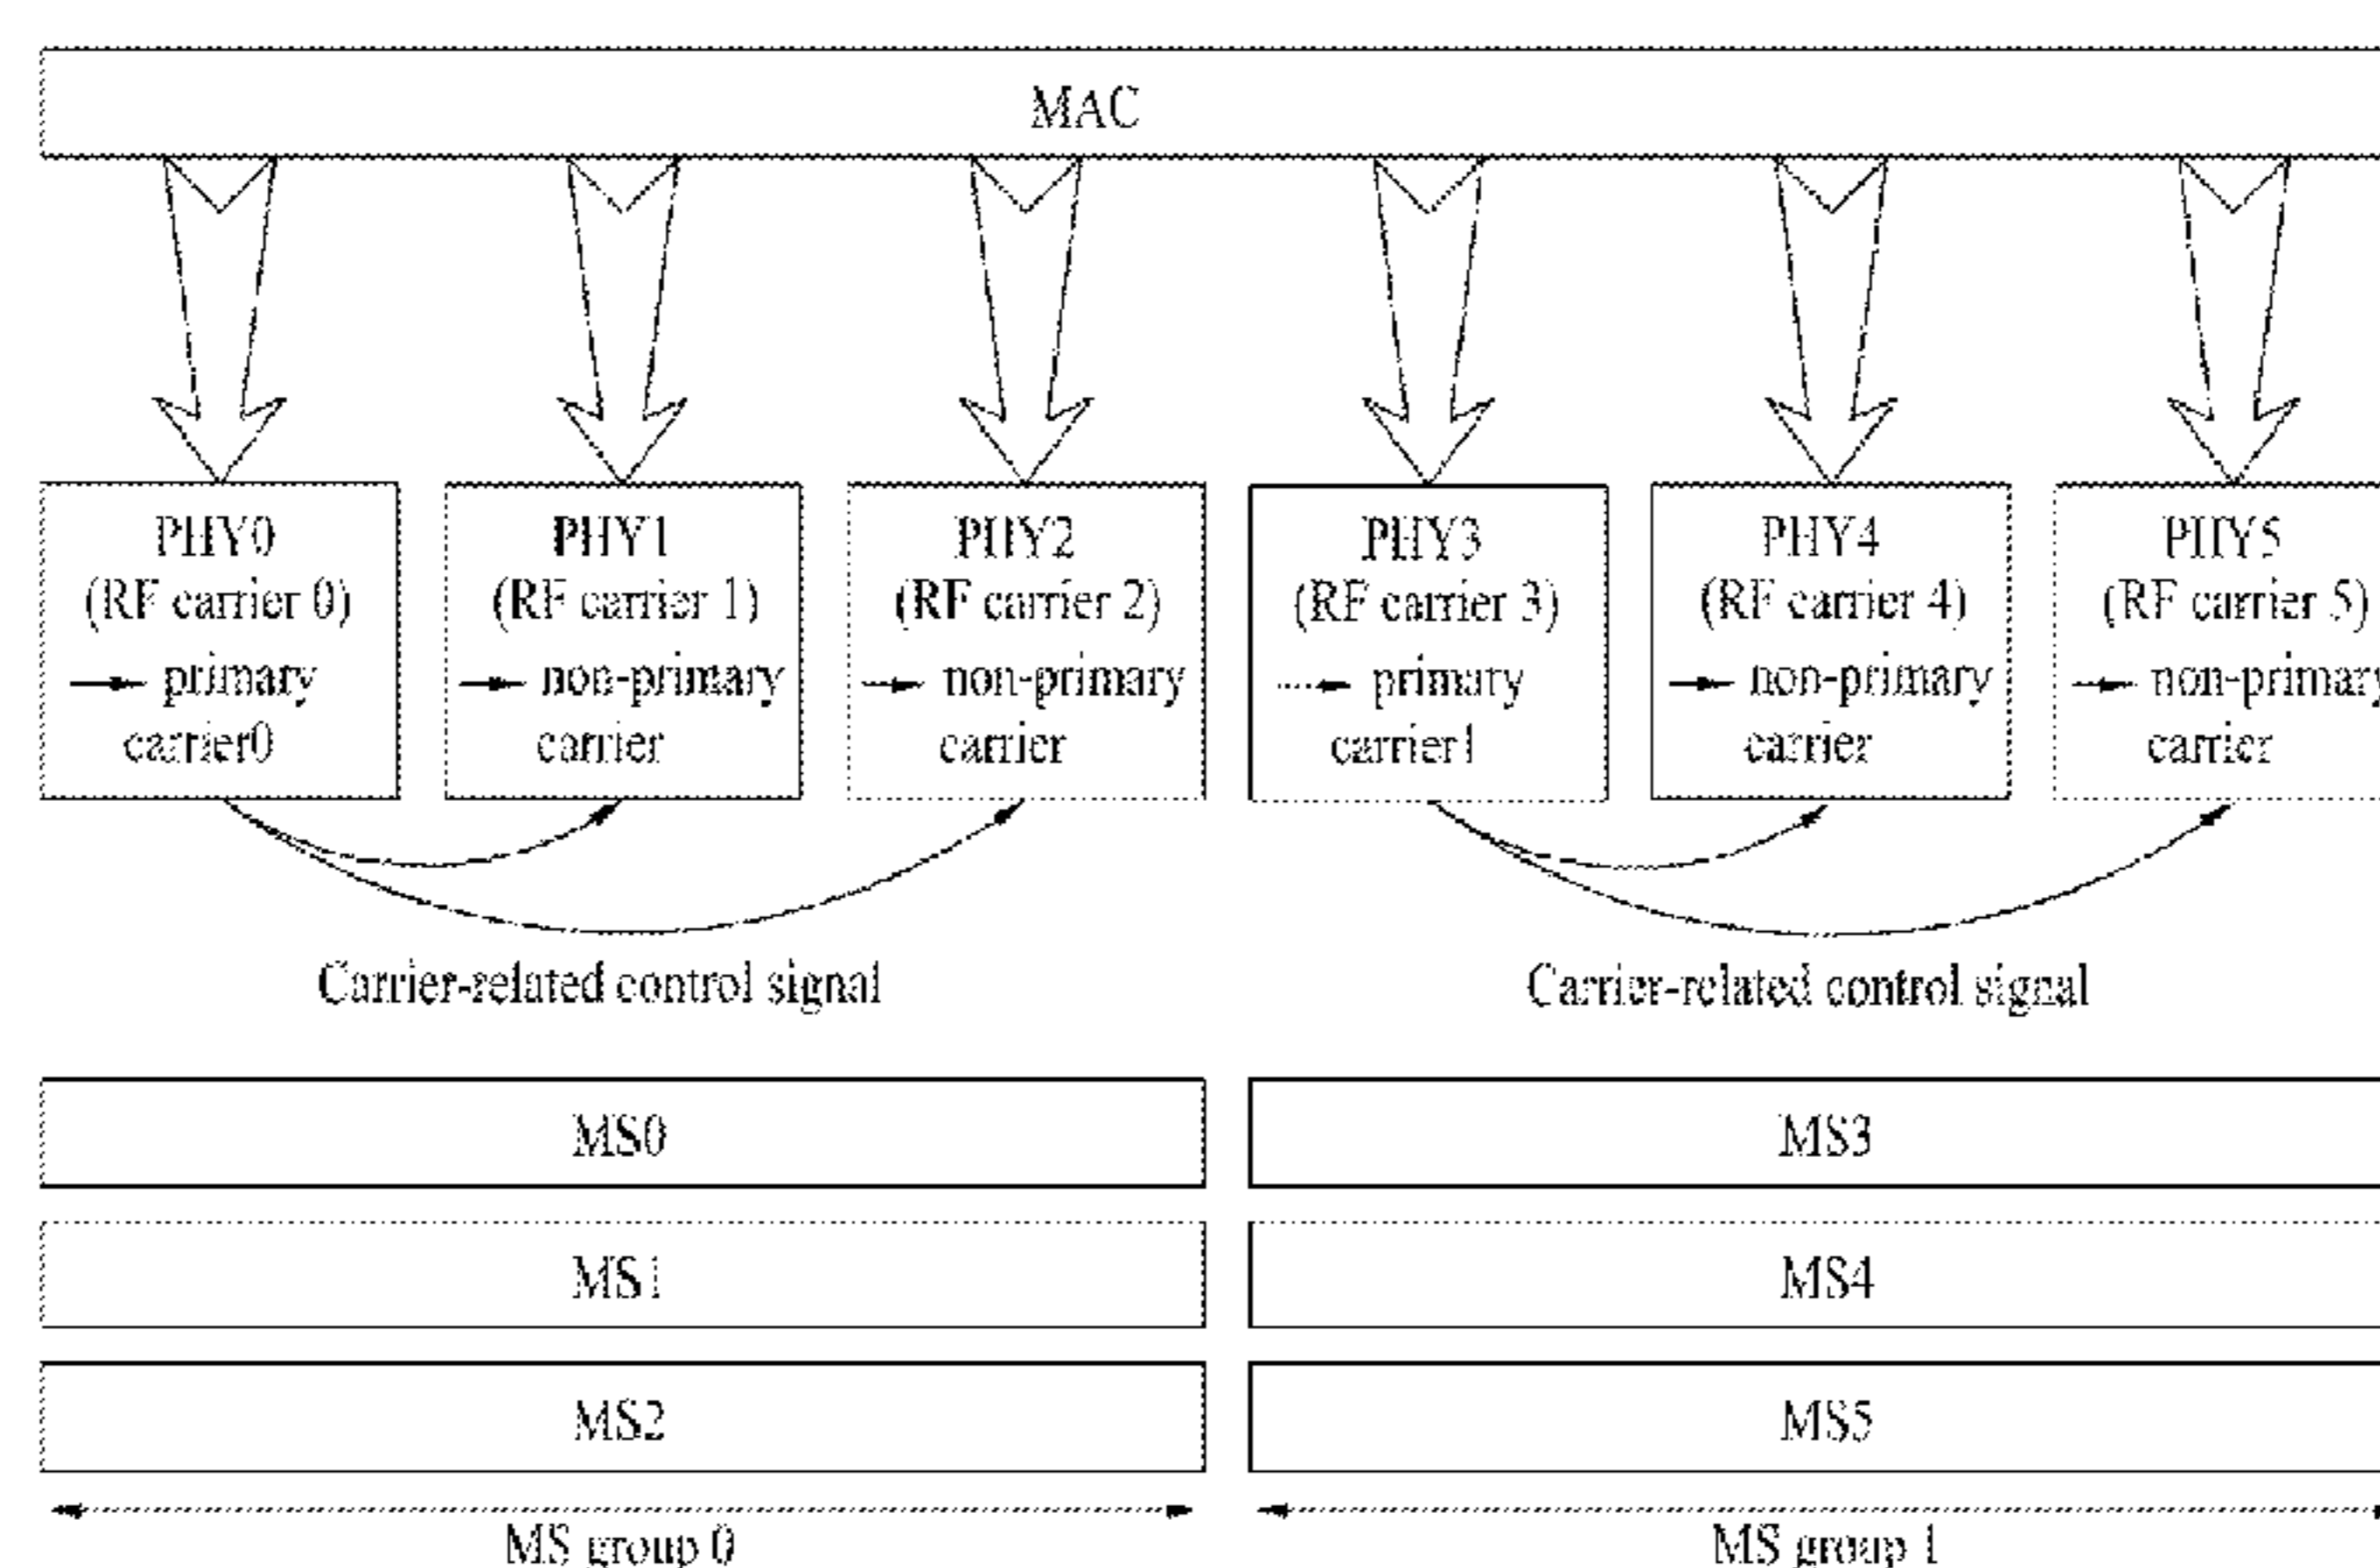 MAC
PHY0
(RF carrier 0)
primary
carrier0
PHY1
(RF carrier 1)
non-primary
carrier
PHY2
(RF carrier 2)
non-primary
carrier
PHY3
(RF carrier 3)
primary
carrier1
PHY4
(RF carrier 4)
non-primary
carrier
PHY5
(RF carrier 5)
non-primary
carrier
Carrier-related control signal
Carrier-related control signal
MS0
MS3
MS1
MS4
MS2
MS5
MS group 0
MS group 1